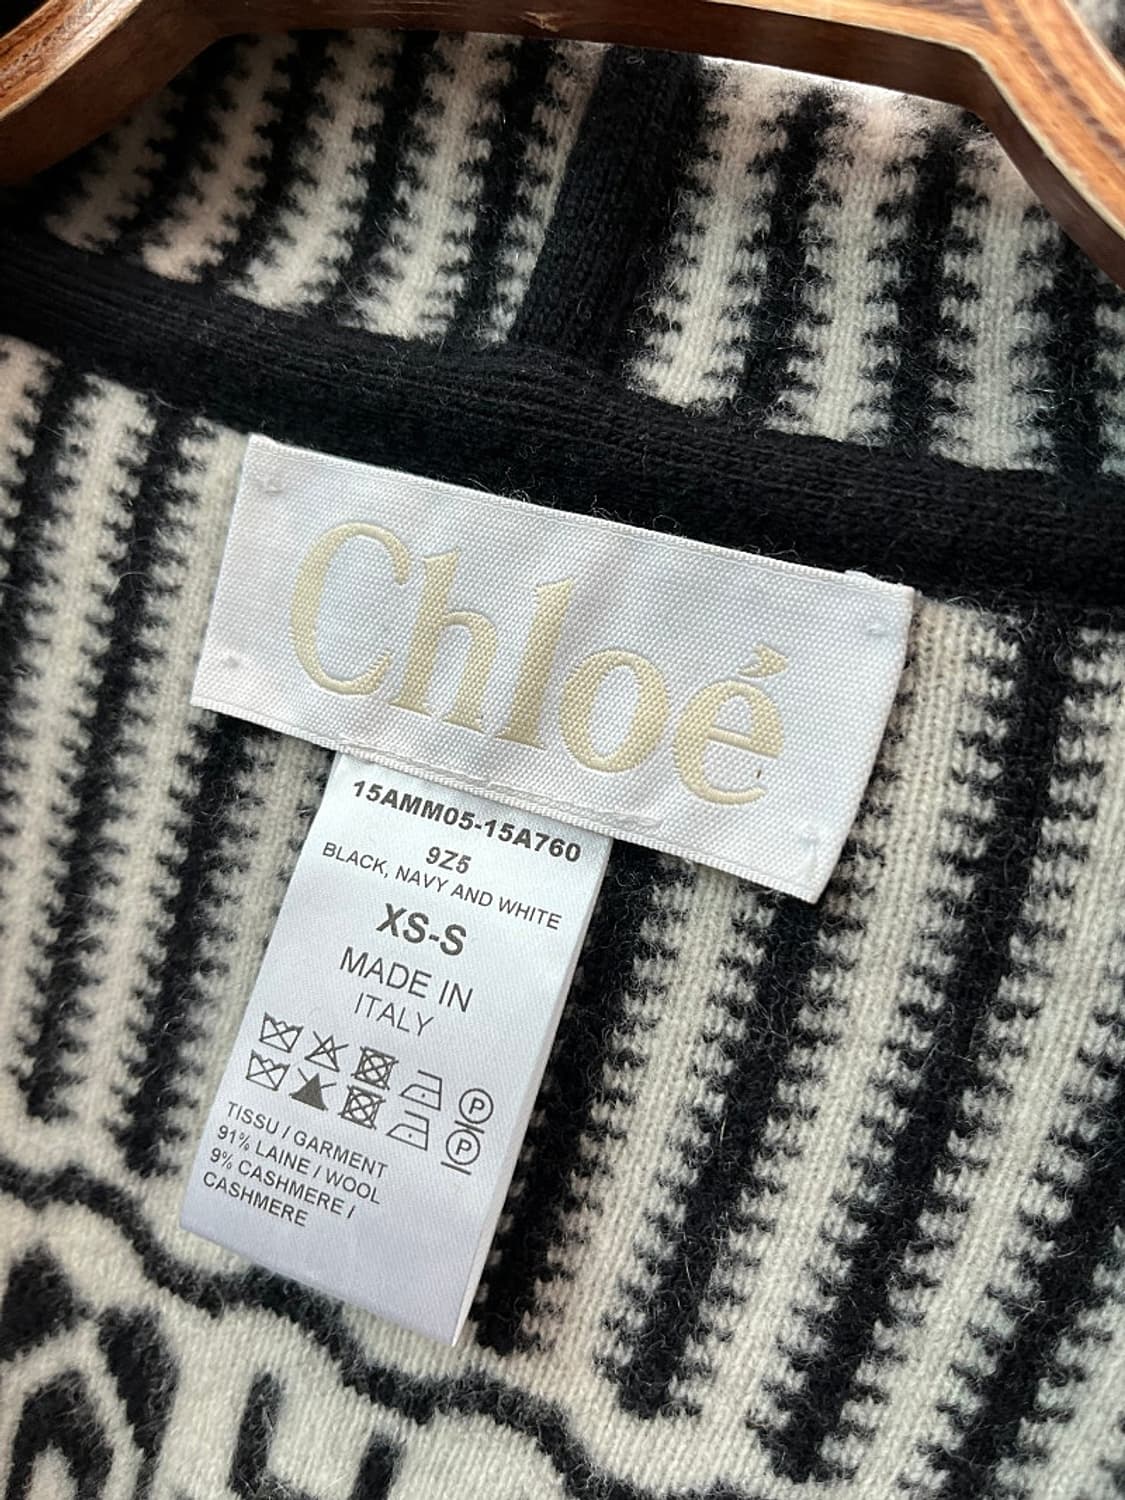 Chloé
15AMM05-15A760
9Z5
BLACK, NAVY AND WHITE
XS-S
MADE IN
ITALY
P
P
TISSU / GARMENT
91% LAINE / WOOL
9% CASHMERE /
CASHMERE